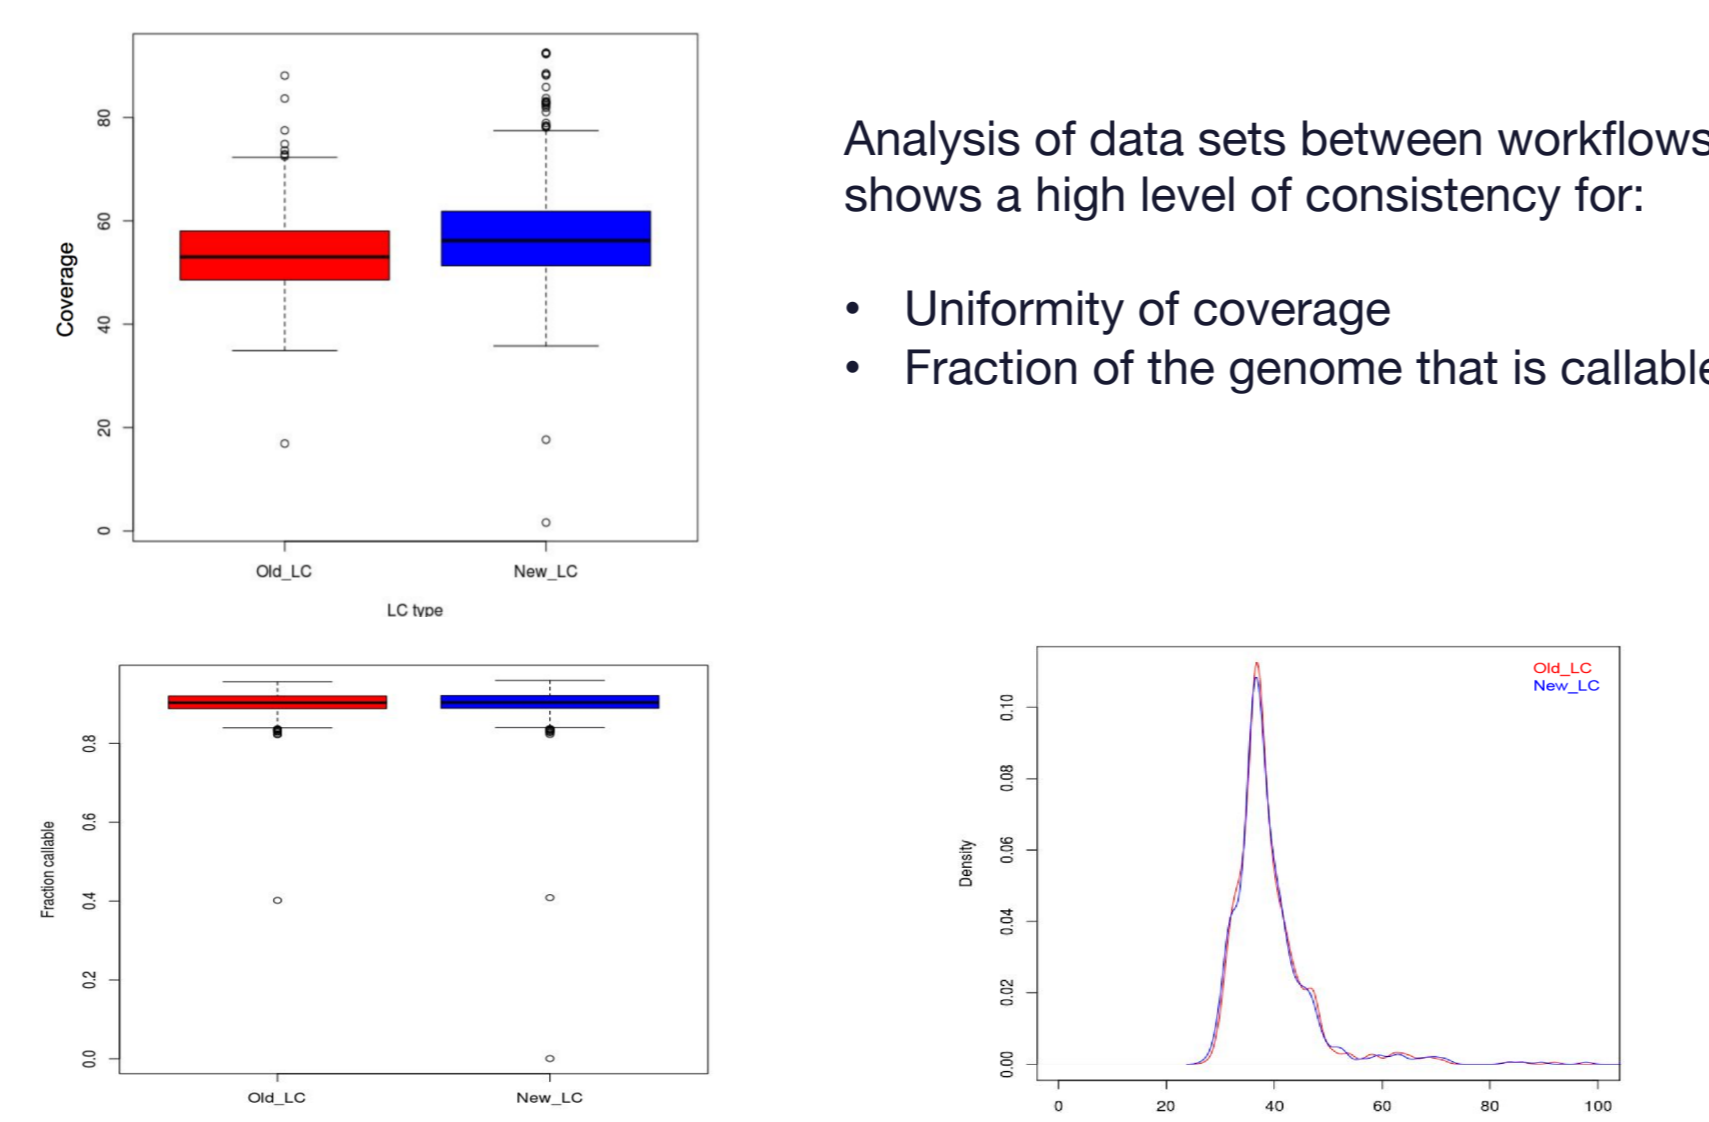 80
60
40
20
0
Coverage
Old_LC New_LC
LC type
Analysis of data sets between workflows
shows a high level of consistency for:
• Uniformity of coverage
• Fraction of the genome that is callable
0.8
0.6
0.4
0.2
0.0
Fraction callable
Old_LC New_LC
Old_LC
New_LC
0.10
0.08
0.06
0.04
0.02
0.00
Density
0 20 40 60 80 100